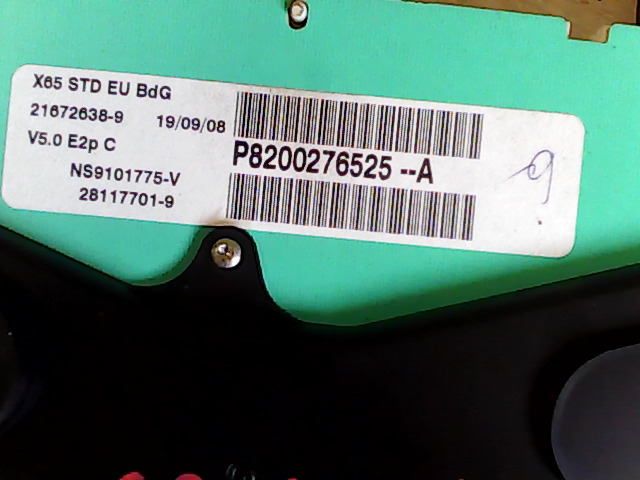 X65 STD EU BdG
21672638-9 19/09/08
V5.0 E2p C
P8200276525 --A
NS9101775-V
28117701-9
9